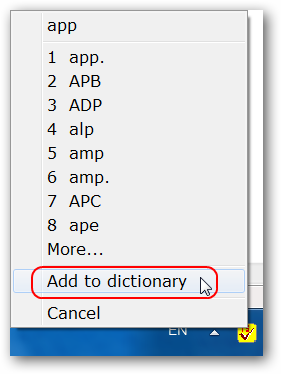 app
1 app.
2 APB
3 ADP
4 alp
5 amp
6 amp.
7 APC
8 ape
More...
Add to dictionary
Cancel
EN